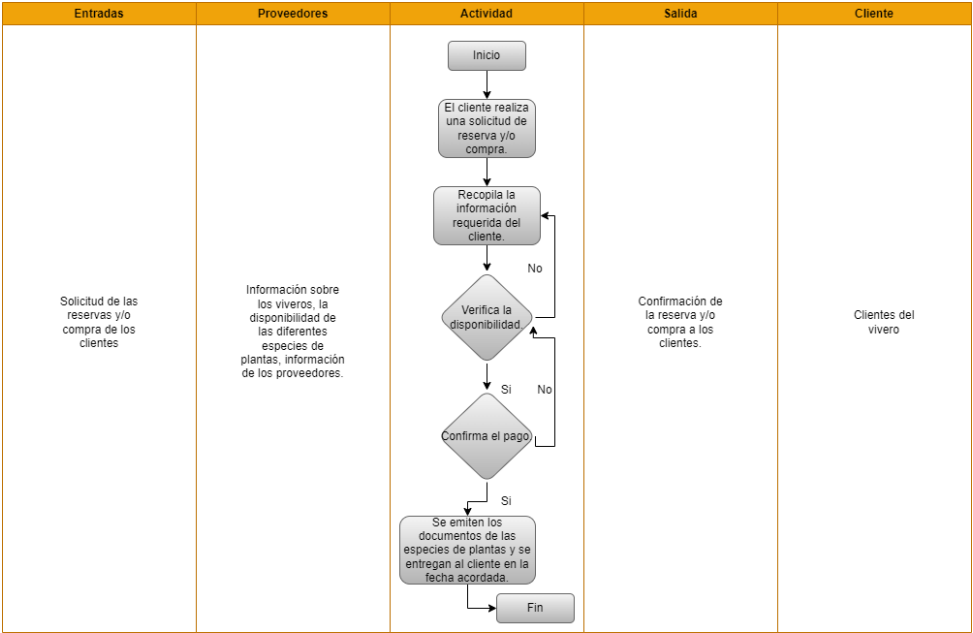 Entradas
Proveedores
Actividad
Salida
Cliente
Solicitud de las
reservas y/o
compra de los
clientes
Información sobre
los viveros, la
disponibilidad de
las diferentes
especies de
plantas, información
de los proveedores.
Inicio
El cliente realiza
una solicitud de
reserva y/o
compra.
Recopila la
información
requerida del
cliente.
No
Verifica la
disponibilidad.
Si
No
Confirma el pago
Si
Se emiten los
documentos de las
especies de plantas y se
entregan al cliente en la
fecha acordada.
Fin
Confirmación de
la reserva y/o
compra a los
clientes.
Clientes del
vivero